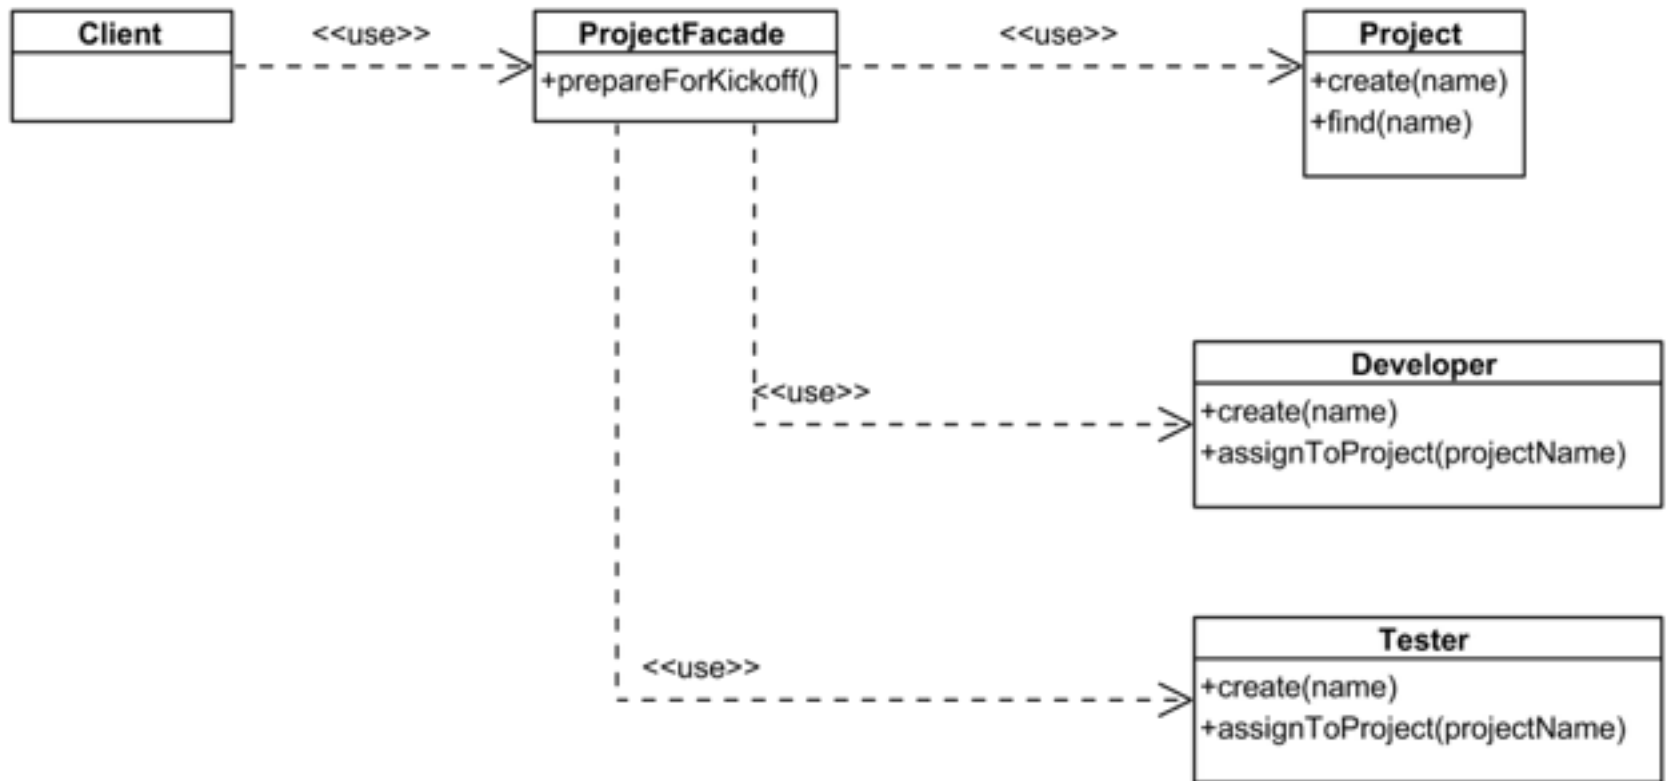 Client
<<use>>
ProjectFacade
+prepareForKickoff()
<<use>>
Project
+create(name)
+find(name)
<<use>>
Developer
+create(name)
+assignToProject(projectName)
<<use>>
Tester
+create(name)
+assignToProject(projectName)